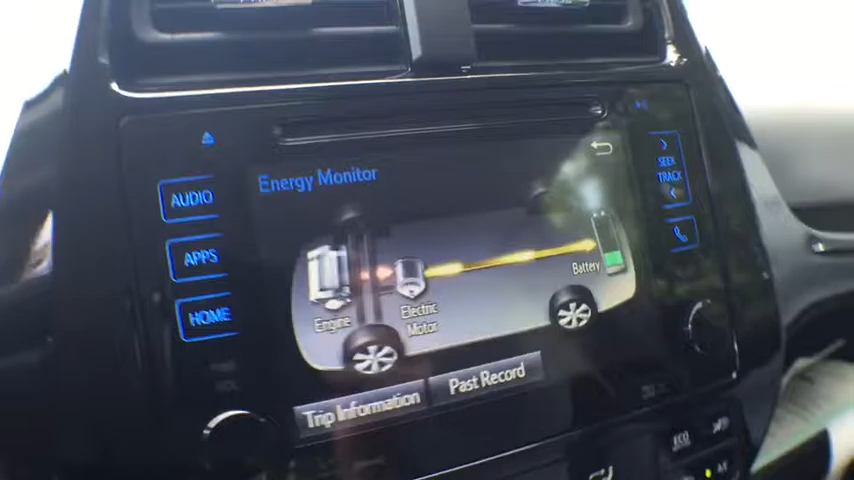 Energy Monitor
AUDIO
APPS
HOME
SEEK
TRACK
Engine
Electric
Motor
Battery
Trip Information
Past Record
ECO